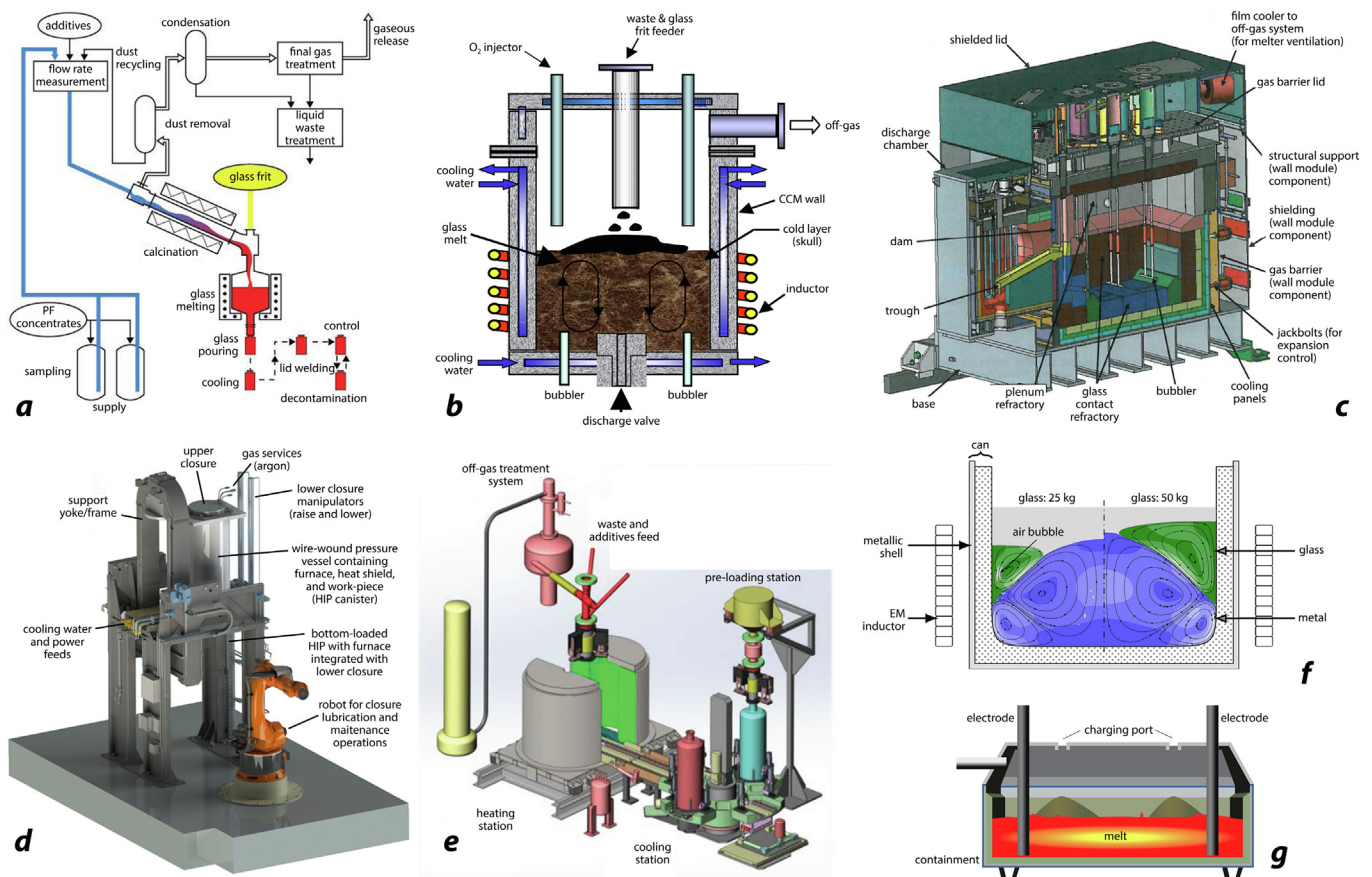 additives
dust
recycling
flow rate
measurement
condensation
final gas
treatment
gaseous
release
liquid
waste
treatment
dust removal
glass frit
calcination
glass
melting
PF
concentrates
glass
pouring
control
cooling
lid welding
decontamination
sampling
supply
a
waste & glass
frit feeder
O2 injector
off-gas
cooling
water
CCM wall
glass
melt
cold layer
(skull)
inductor
cooling
water
bubbler
bubbler
discharge valve
b
shielded lid
film cooler to
off-gas system
(for melter ventilation)
gas barrier lid
discharge
chamber
structural support
(wall module)
component)
shielding
(wall module
component)
dam
gas barrier
(wall module
component)
trough
jackbolts (for
expansion
control)
base
plenum
refractory
glass
contact
refractory
bubbler
cooling
panels
c
upper
closure
gas services
(argon)
support
yoke/frame
lower closure
manipulators
(raise and lower)
wire-wound pressure
vessel containing
furnace, heat shield,
and work-piece
(HIP canister)
cooling water
and power
feeds
bottom-loaded
HIP with furnace
integrated with
lower closure
robot for closure
lubrication and
maitenance
operations
d
off-gas treatment
system
waste and
additives feed
pre-loading station
heating
station
cooling
station
e
can
glass: 25 kg
glass: 50 kg
air bubble
metallic
shell
glass
EM
inductor
metal
f
electrode
charging port
electrode
melt
containment
g